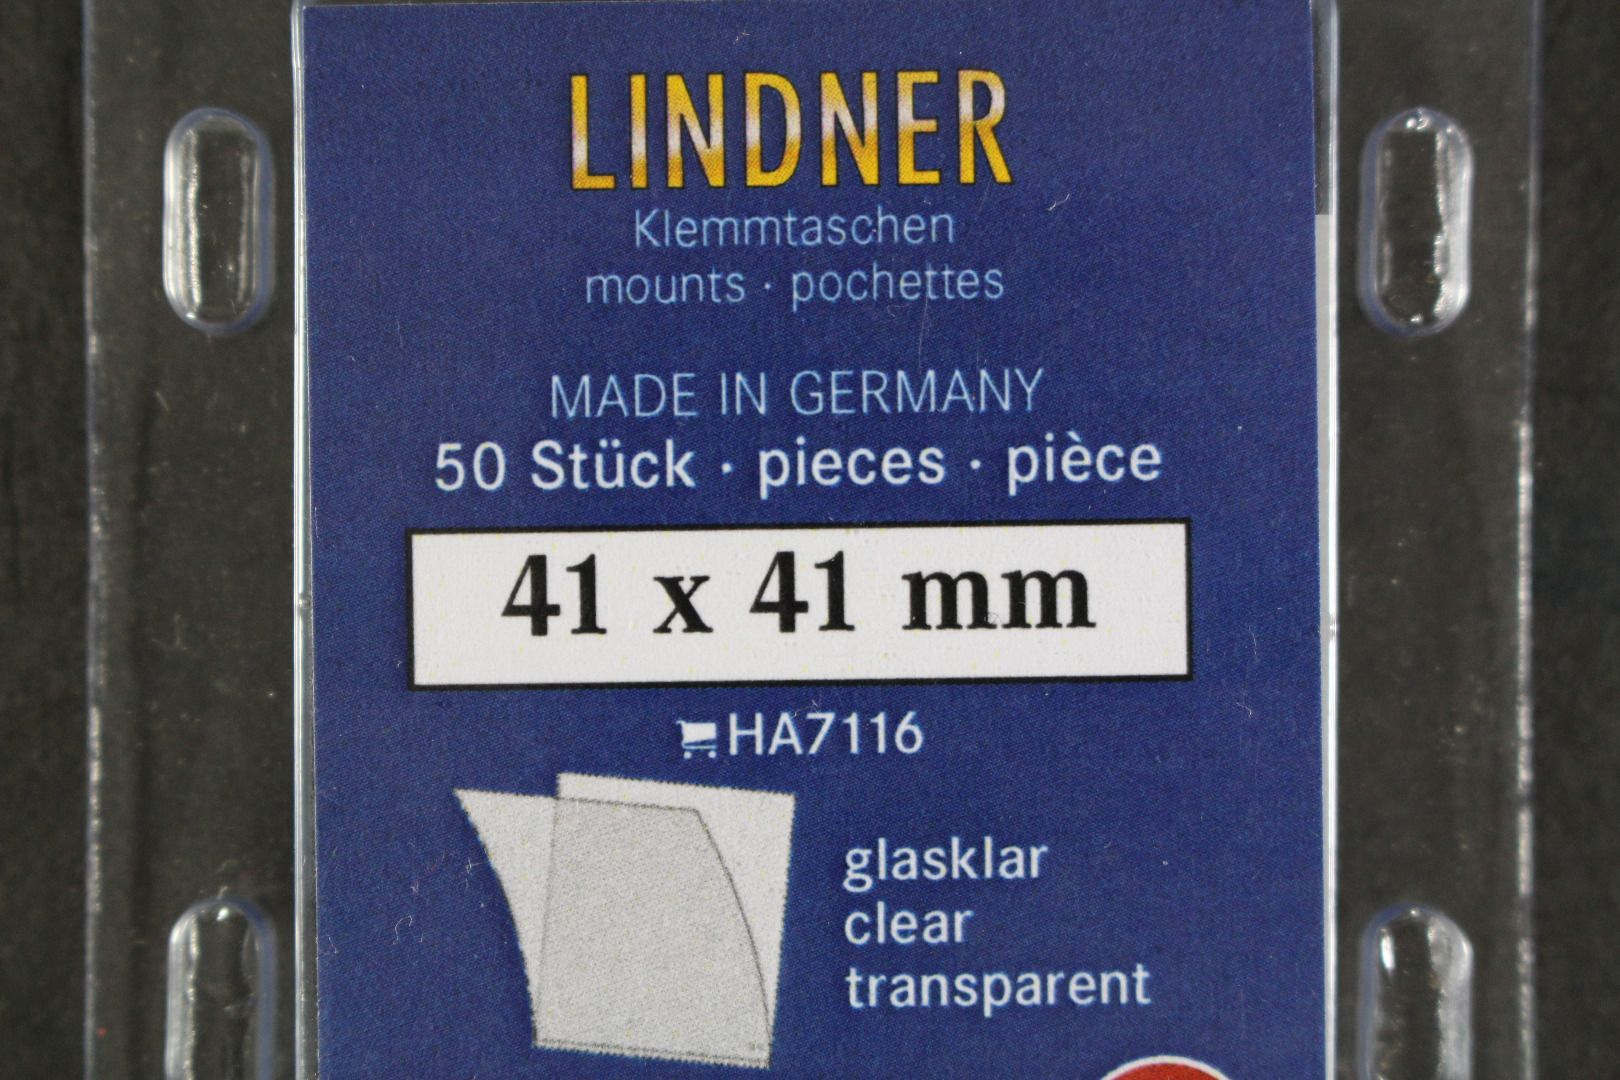 LINDNER
Klemmtaschen
mounts · pochettes
MADE IN GERMANY
50 Stück · pieces · pièce
41 x 41 mm
HA7116
glasklar
clear
transparent